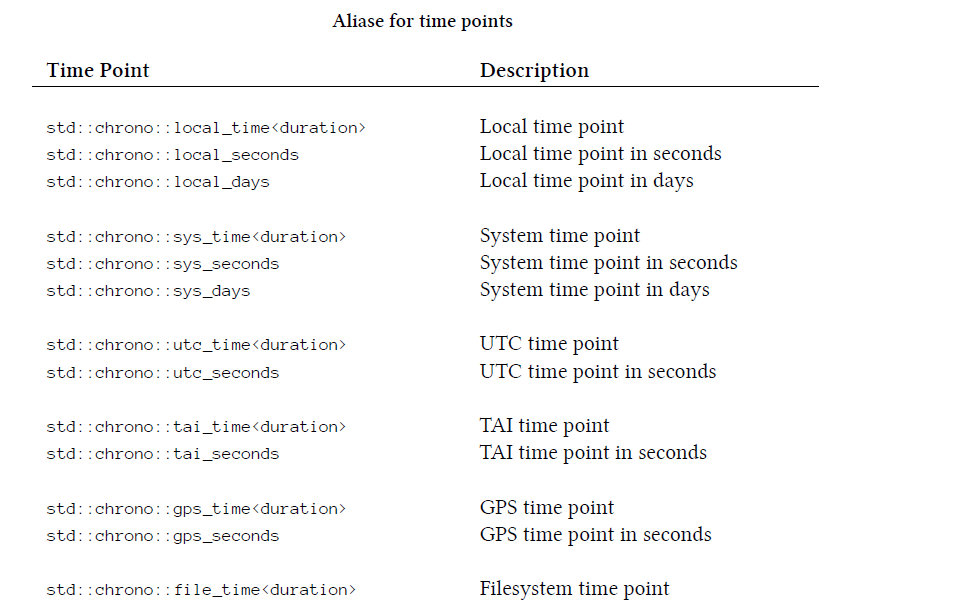 Aliase for time points
Time Point Description
std::chrono::local_time<duration> Local time point
std::chrono::local_seconds Local time point in seconds
std::chrono::local_days Local time point in days
std::chrono::sys_time<duration> System time point
std::chrono::sys_seconds System time point in seconds
std::chrono::sys_days System time point in days
std::chrono::utc_time<duration> UTC time point
std::chrono::utc_seconds UTC time point in seconds
std::chrono::tai_time<duration> TAI time point
std::chrono::tai_seconds TAI time point in seconds
std::chrono::gps_time<duration> GPS time point
std::chrono::gps_seconds GPS time point in seconds
std::chrono::file_time<duration> Filesystem time point